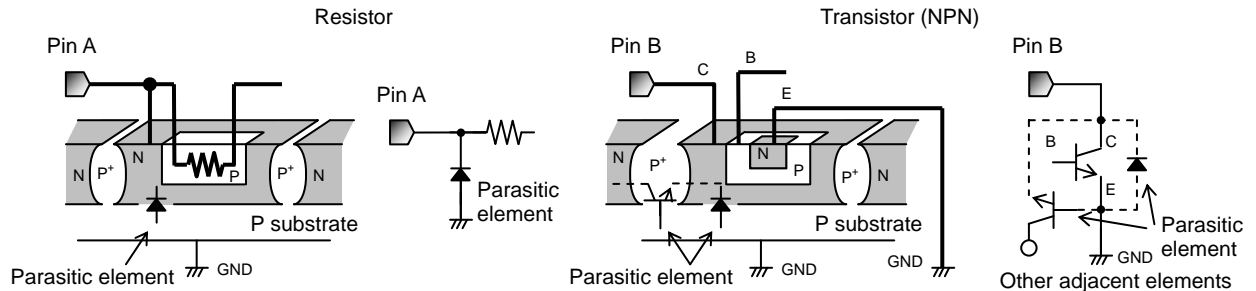 Resistor
Transistor (NPN)
Pin A
Pin A
Pin B
Pin B
C
B
E
N
N
P+
P
P+
N
N
P+
N
P
P+
N
B
C
E
Parasitic
element
P substrate
GND
Parasitic element
P substrate
GND
GND
Parasitic element
Parasitic
element
GND
Other adjacent elements